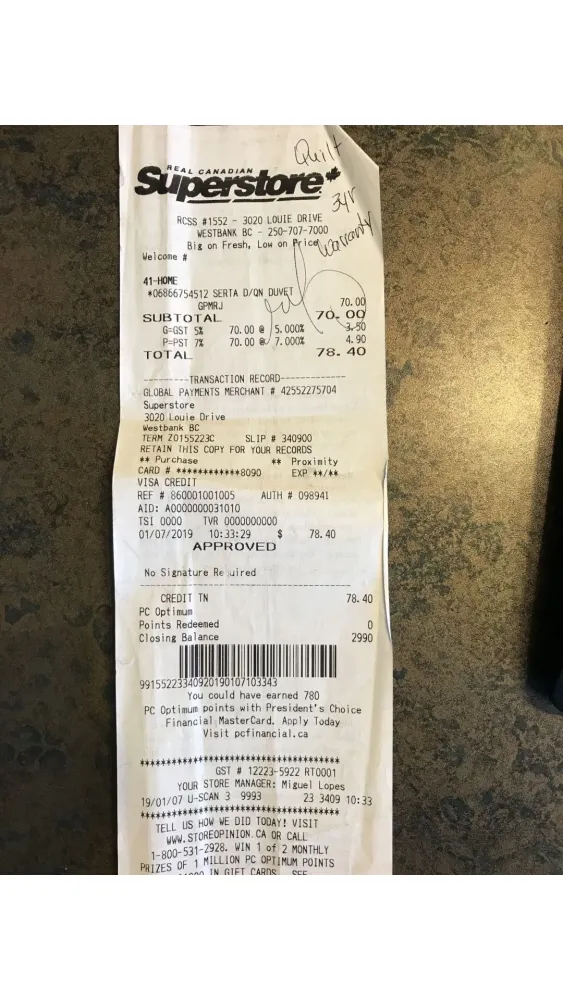 Quilt
3yr
warranty
REAL CANADIAN
Superstore
RCSS #1552 - 3020 LOUIE DRIVE
WESTBANK BC - 250-707-7000
Big on Fresh, Low on Price
Welcome #
41-HOME
*06866754512 SERTA D/QN DUVET
GPMRJ 70.00
SUBTOTAL 70.00
G=GST 5% 70.00 @ 5.000% 3.50
P=PST 7% 70.00 @ 7.000% 4.90
TOTAL 78.40
---------TRANSACTION RECORD-------------
GLOBAL PAYMENTS MERCHANT # 42552275704
Superstore
3020 Louie Drive
Westbank BC
TERM Z0155223C SLIP # 340900
RETAIN THIS COPY FOR YOUR RECORDS
** Purchase ** Proximity
CARD # ************8090 EXP **/**
VISA CREDIT
REF # 860001001005 AUTH # 098941
AID: A0000000031010
TSI 0000 TVR 0000000000
01/07/2019 10:33:29 $ 78.40
APPROVED
No Signature Required
----------------------------------------
CREDIT TN 78.40
PC Optimum
Points Redeemed 0
Closing Balance 2990
99155223340920190107103343
You could have earned 780
PC Optimum points with President's Choice
Financial MasterCard. Apply Today
Visit pcfinancial.ca
****************************************
GST # 12223-5922 RT0001
YOUR STORE MANAGER: Miguel Lopes
19/01/07 U-SCAN 3 9993 23 3409 10:33
****************************************
TELL US HOW WE DID TODAY! VISIT
WWW.STOREOPINION.CA OR CALL
1-800-531-2928. WIN 1 of 2 MONTHLY
PRIZES OF 1 MILLION PC OPTIMUM POINTS
IN GIFT CARDS. SEE